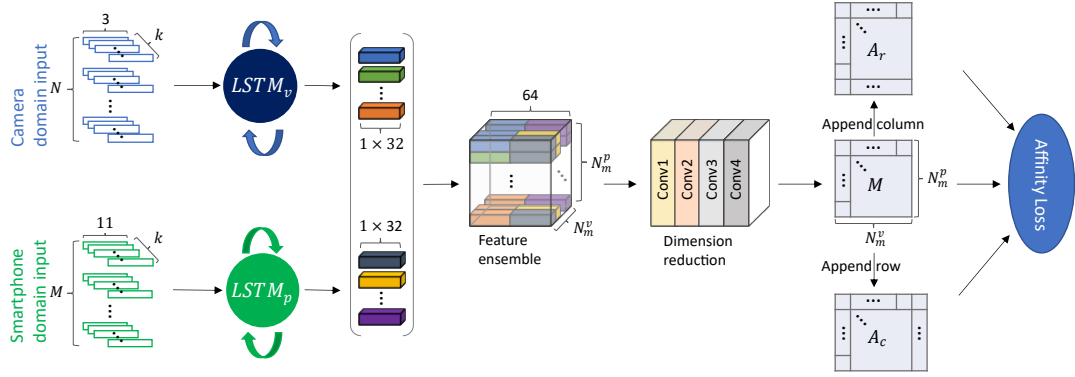 Camera
domain input
3
k
N
LSTM_v
1 × 32
Smartphone
domain input
11
k
M
LSTM_p
1 × 32
64
N_m^p
N_m^v
Feature
ensemble
Conv1
Conv2
Conv3
Conv4
Dimension
reduction
A_r
Append column
M
N_m^p
N_m^v
Append row
A_c
Affinity Loss